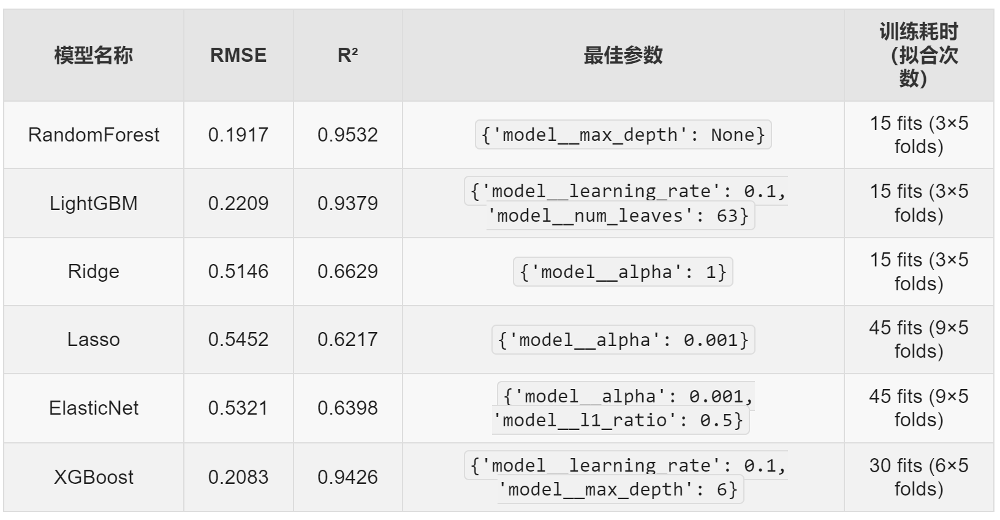 模型名称 RMSE R² 最佳参数 训练耗时
(拟合次
数)
RandomForest 0.1917 0.9532 {'model__max_depth': None} 15 fits (3×5
folds)
LightGBM 0.2209 0.9379 {'model__learning_rate': 0.1,
'model__num_leaves': 63} 15 fits (3×5
folds)
Ridge 0.5146 0.6629 {'model__alpha': 1} 15 fits (3×5
folds)
Lasso 0.5452 0.6217 {'model__alpha': 0.001} 45 fits (9×5
folds)
ElasticNet 0.5321 0.6398 {'model__alpha': 0.001,
'model__l1_ratio': 0.5} 45 fits (9×5
folds)
XGBoost 0.2083 0.9426 {'model__learning_rate': 0.1,
'model__max_depth': 6} 30 fits (6×5
folds)